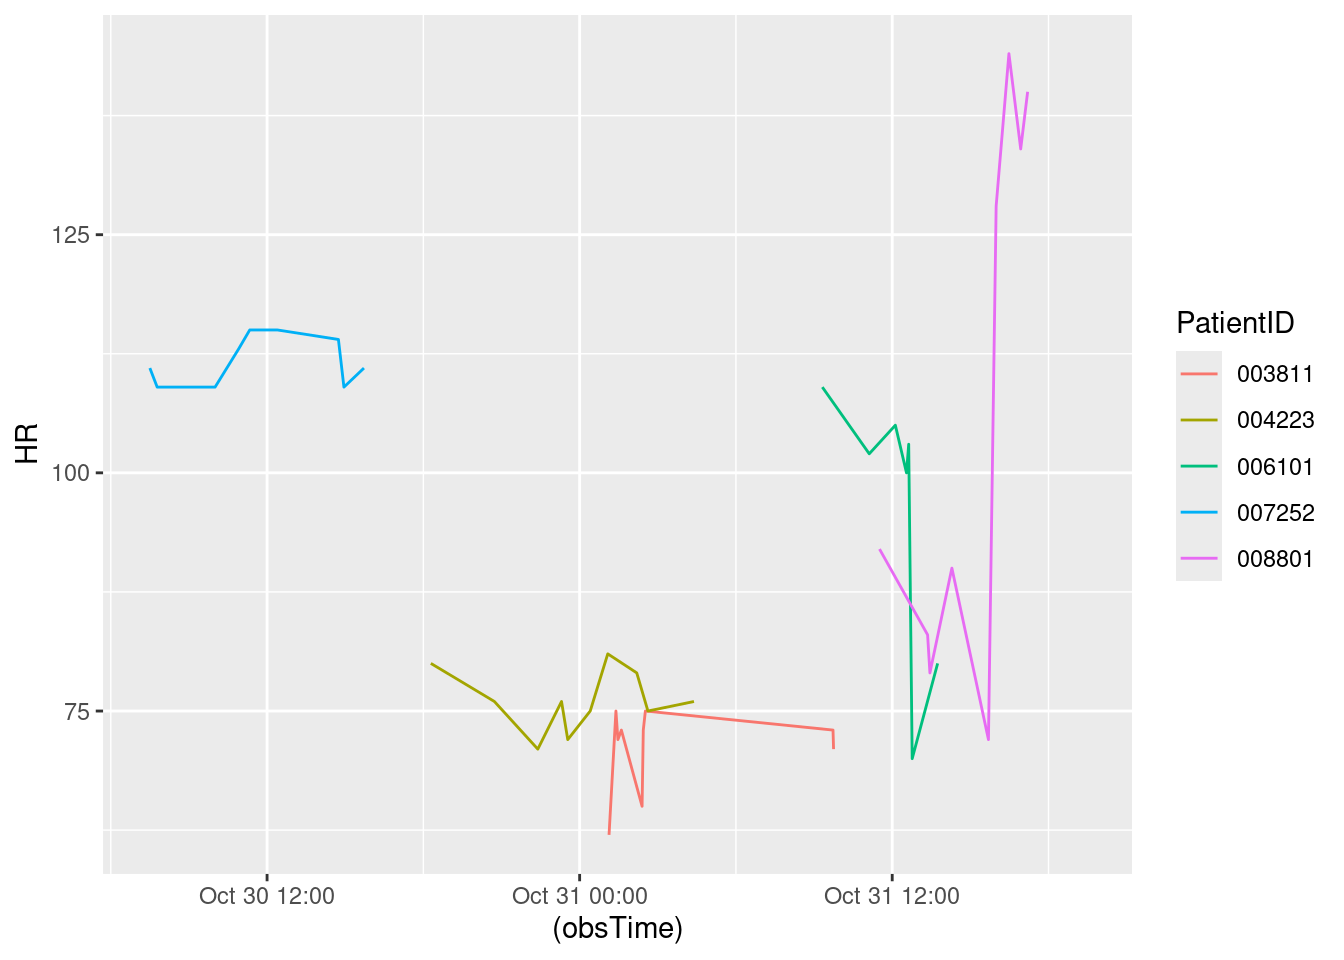 125
100
75
HR
Oct 30 12:00
Oct 31 00:00
Oct 31 12:00
(obsTime)
PatientID
003811
004223
006101
007252
008801